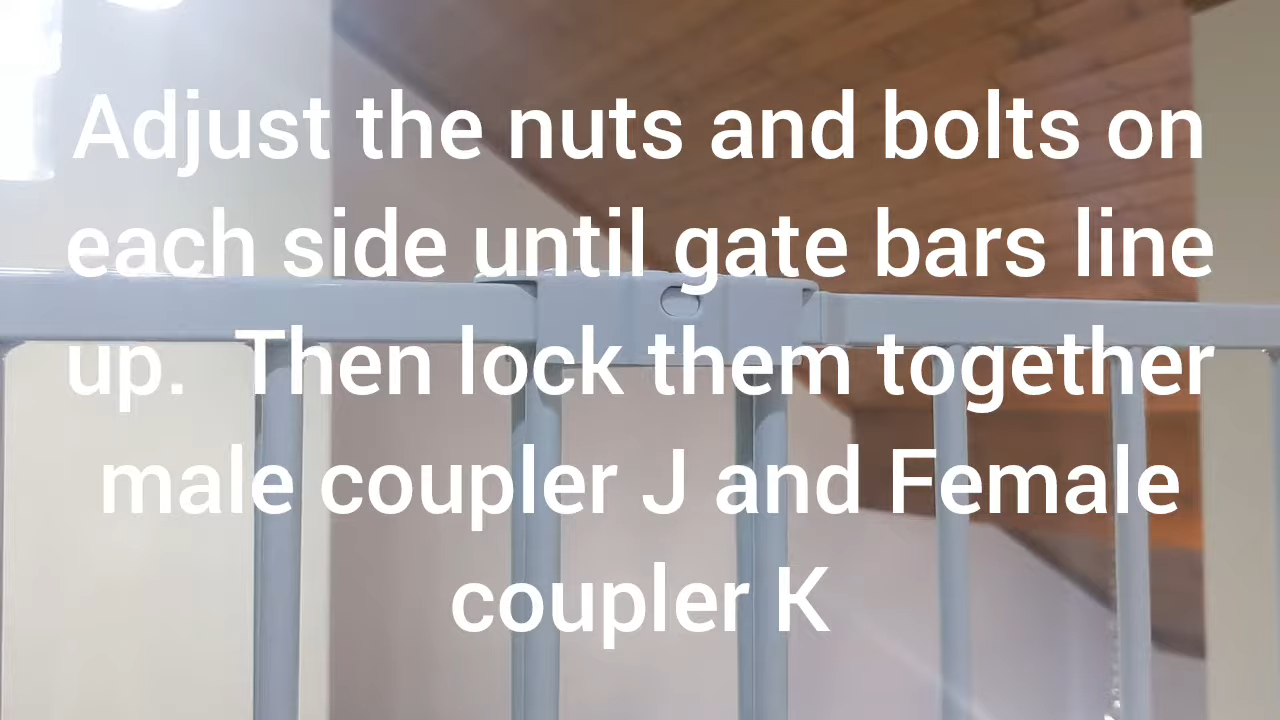 Adjust the nuts and bolts on
each side until gate bars line
up.  Then lock them together
male coupler J and Female
coupler K